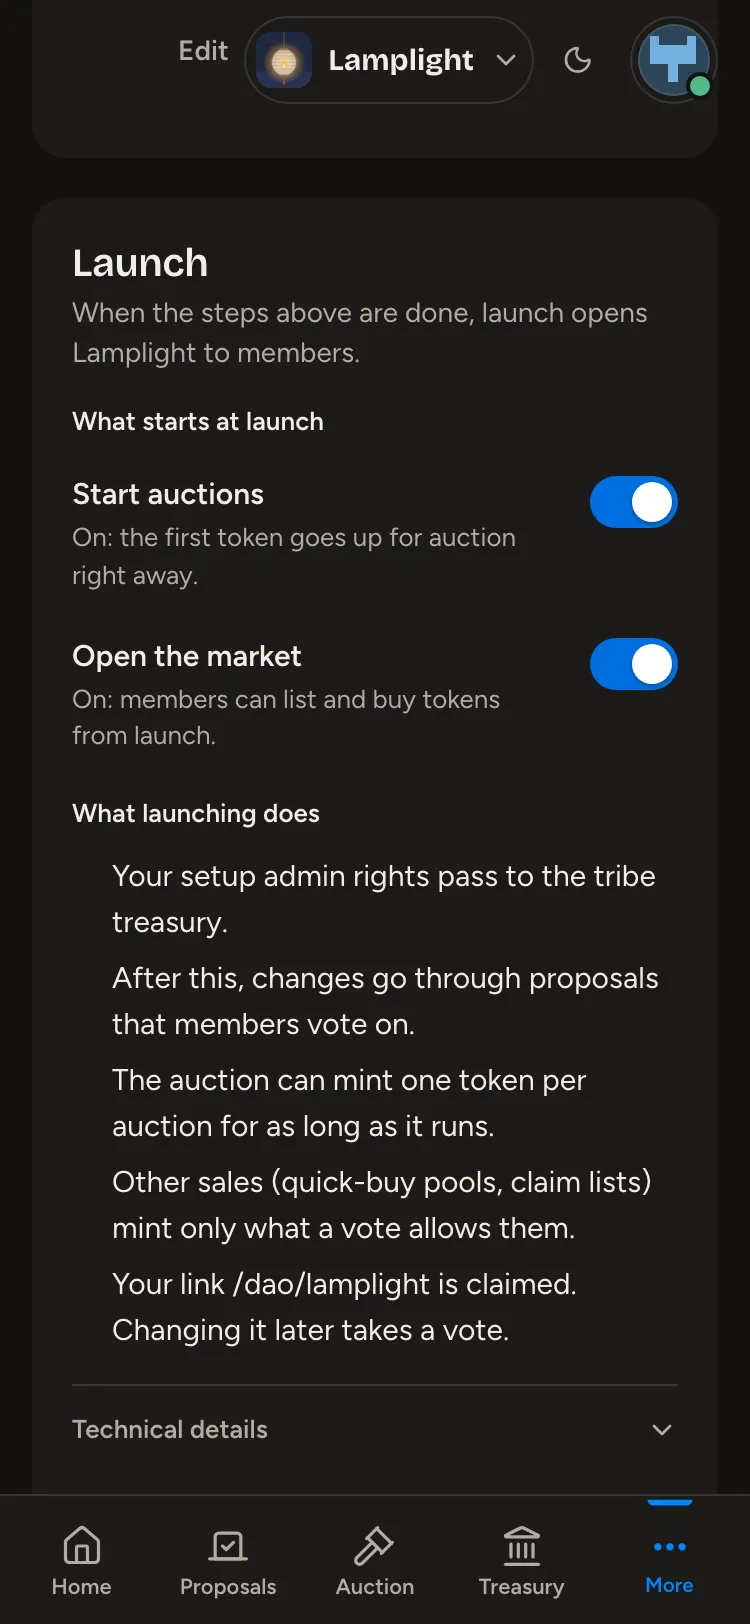 Edit
Lamplight
Launch
When the steps above are done, launch opens
Lamplight to members.
What starts at launch
Start auctions
On: the first token goes up for auction
right away.
Open the market
On: members can list and buy tokens
from launch.
What launching does
Your setup admin rights pass to the tribe
treasury.
After this, changes go through proposals
that members vote on.
The auction can mint one token per
auction for as long as it runs.
Other sales (quick-buy pools, claim lists)
mint only what a vote allows them.
Your link /dao/lamplight is claimed.
Changing it later takes a vote.
Technical details
Home
Proposals
Auction
Treasury
More